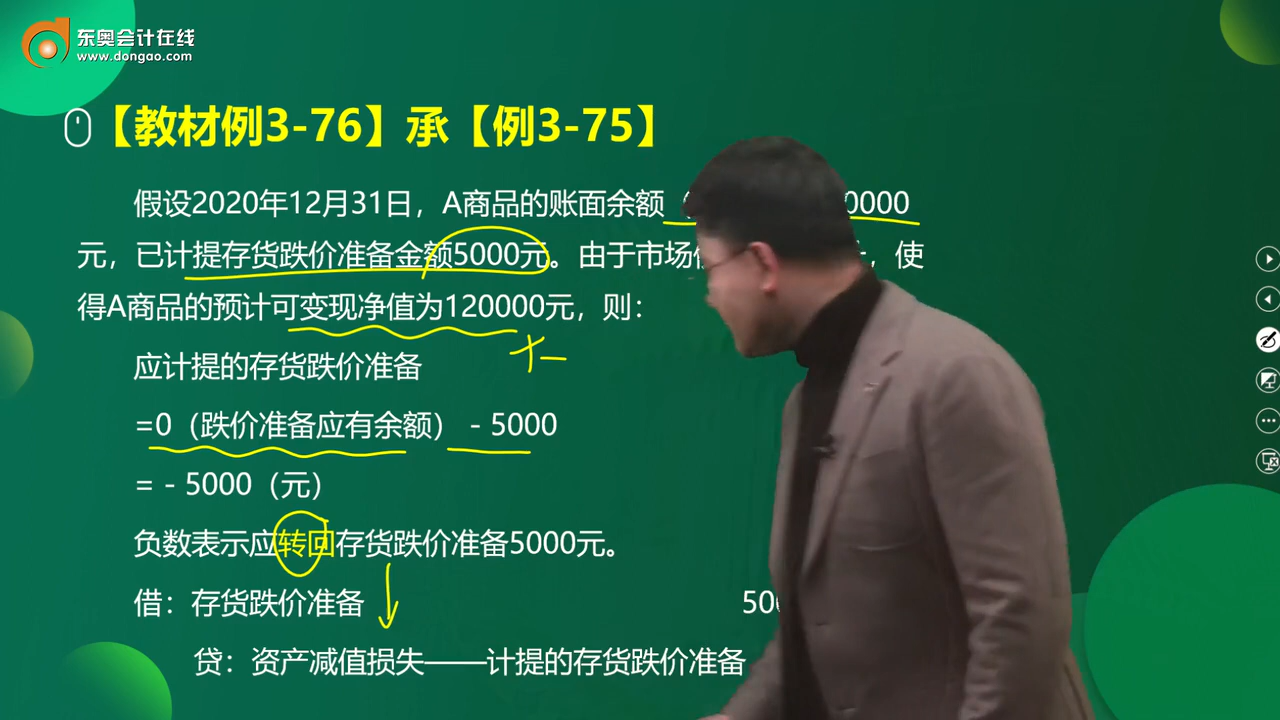 东奥会计在线
www.dongao.com
【教材例3-76】承【例3-75】
假设2020年12月31日，A商品的账面余额 0000
元，已计提存货跌价准备金额5000元。由于市场 ，使
得A商品的预计可变现净值为120000元，则：
应计提的存货跌价准备
=0（跌价准备应有余额）- 5000
= - 5000（元）
负数表示应转回存货跌价准备5000元。
借：存货跌价准备 50
贷：资产减值损失——计提的存货跌价准备